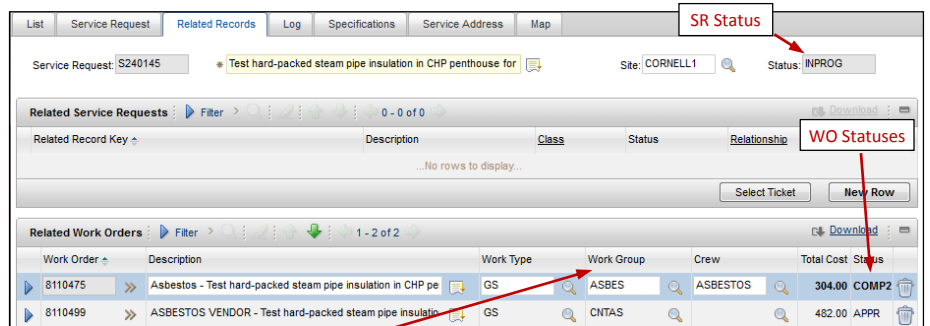 List Service Request Related Records Log Specifications Service Address Map
SR Status
Service Request: S240145 * Test hard-packed steam pipe insulation in CHP penthouse for Site: CORNELL1 Status: INPROG
Related Service Requests Filter 0 - 0 of 0 Download
Related Record Key Description Class Status Relationship
WO Statuses
...No rows to display...
Select Ticket New Row
Related Work Orders Filter 1 - 2 of 2 Download
Work Order Description Work Type Work Group Crew Total Cost Status
8110475 Asbestos - Test hard-packed steam pipe insulation in CHP pe GS ASBES ASBESTOS 304.00 COMP2
8110499 ASBESTOS VENDOR - Test hard-packed steam pipe insulatio GS CNTAS 482.00 APPR